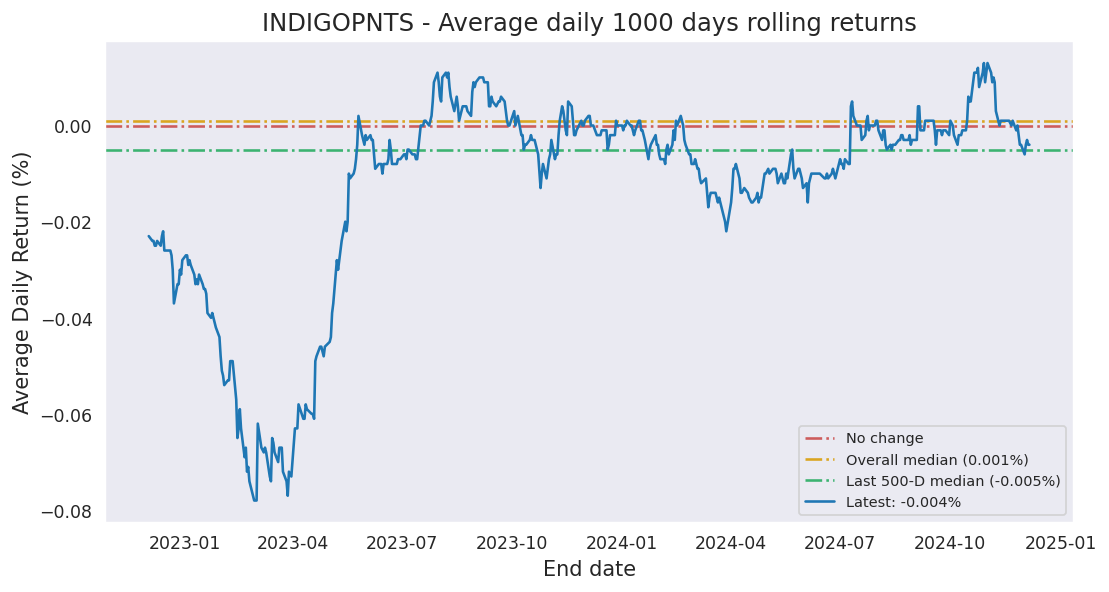 INDIGOPNTS - Average daily 1000 days rolling returns
Average Daily Return (%)
0.00
−0.02
−0.04
−0.06
−0.08
No change
Overall median (0.001%)
Last 500-D median (-0.005%)
Latest: -0.004%
2023-01 2023-04 2023-07 2023-10 2024-01 2024-04 2024-07 2024-10 2025-01
End date